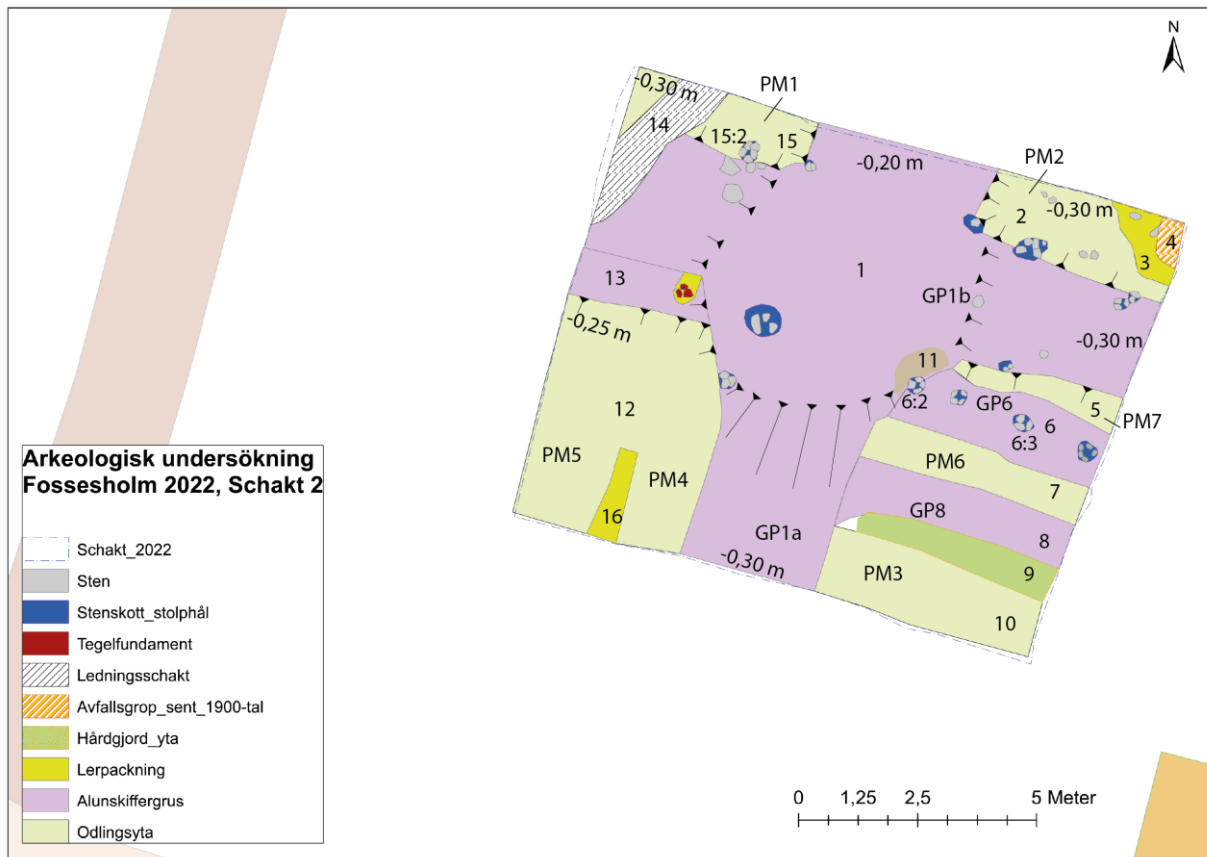 N
PM1
-0,30 m
14
15:2
15
-0,20 m
PM2
2
-0,30 m
4
3
1
13
GP1b
-0,25 m
-0,30 m
11
6:2
GP6
5
12
6
PM7
6:3
PM5
PM4
PM6
7
16
GP8
GP1a
8
-0,30 m
PM3
9
10
Arkeologisk undersökning
Fossesholm 2022, Schakt 2
Schakt_2022
Sten
Stenskott_stolphål
Tegelfundament
Ledningsschakt
Avfallsgrop_sent_1900-tal
Hårdgjord_yta
Lerpackning
Alunskiffergrus
Odlingsyta
0 1,25 2,5 5 Meter